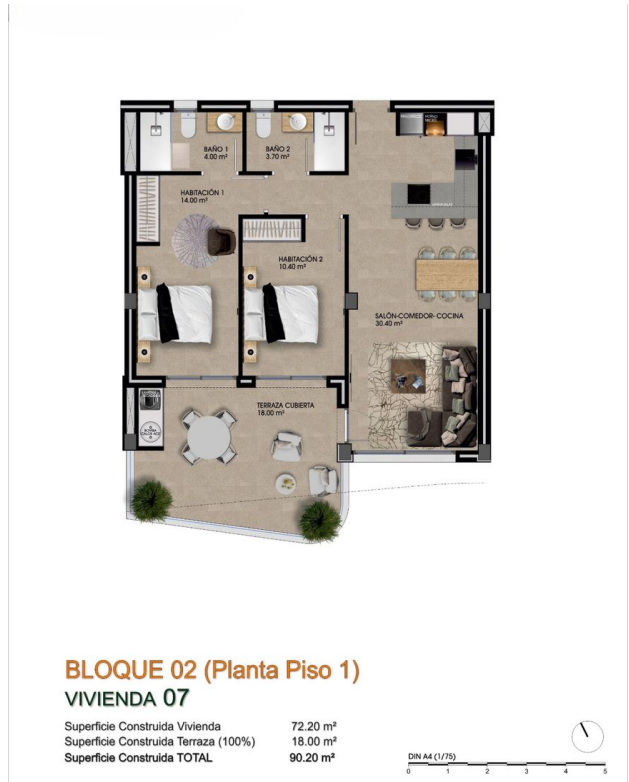 HORNO
MICRO
BAÑO 1
4.00 m²
BAÑO 2
3.70 m²
HABITACIÓN 1
14.00 m²
HABITACIÓN 2
10.40 m²
SALÓN-COMEDOR- COCINA
30.40 m²
TERRAZA CUBIERTA
18.00 m²
BLOQUE 02 (Planta Piso 1)
VIVIENDA 07
Superficie Construida Vivienda 72.20 m²
Superficie Construida Terraza (100%) 18.00 m²
Superficie Construida TOTAL 90.20 m²
DIN A4 (1/75)
0 1 2 3 4 5